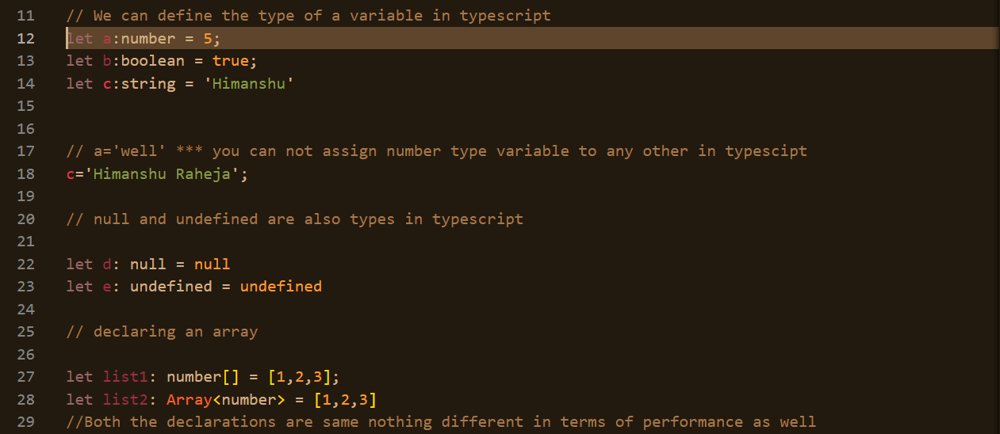 11 // We can define the type of a variable in typescript
12 let a:number = 5;
13 let b:boolean = true;
14 let c:string = 'Himanshu'
15
16
17 // a='well' *** you can not assign number type variable to any other in typescipt
18 c='Himanshu Raheja';
19
20 // null and undefined are also types in typescript
21
22 let d: null = null
23 let e: undefined = undefined
24
25 // declaring an array
26
27 let list1: number[] = [1,2,3];
28 let list2: Array<number> = [1,2,3]
29 //Both the declarations are same nothing different in terms of performance as well